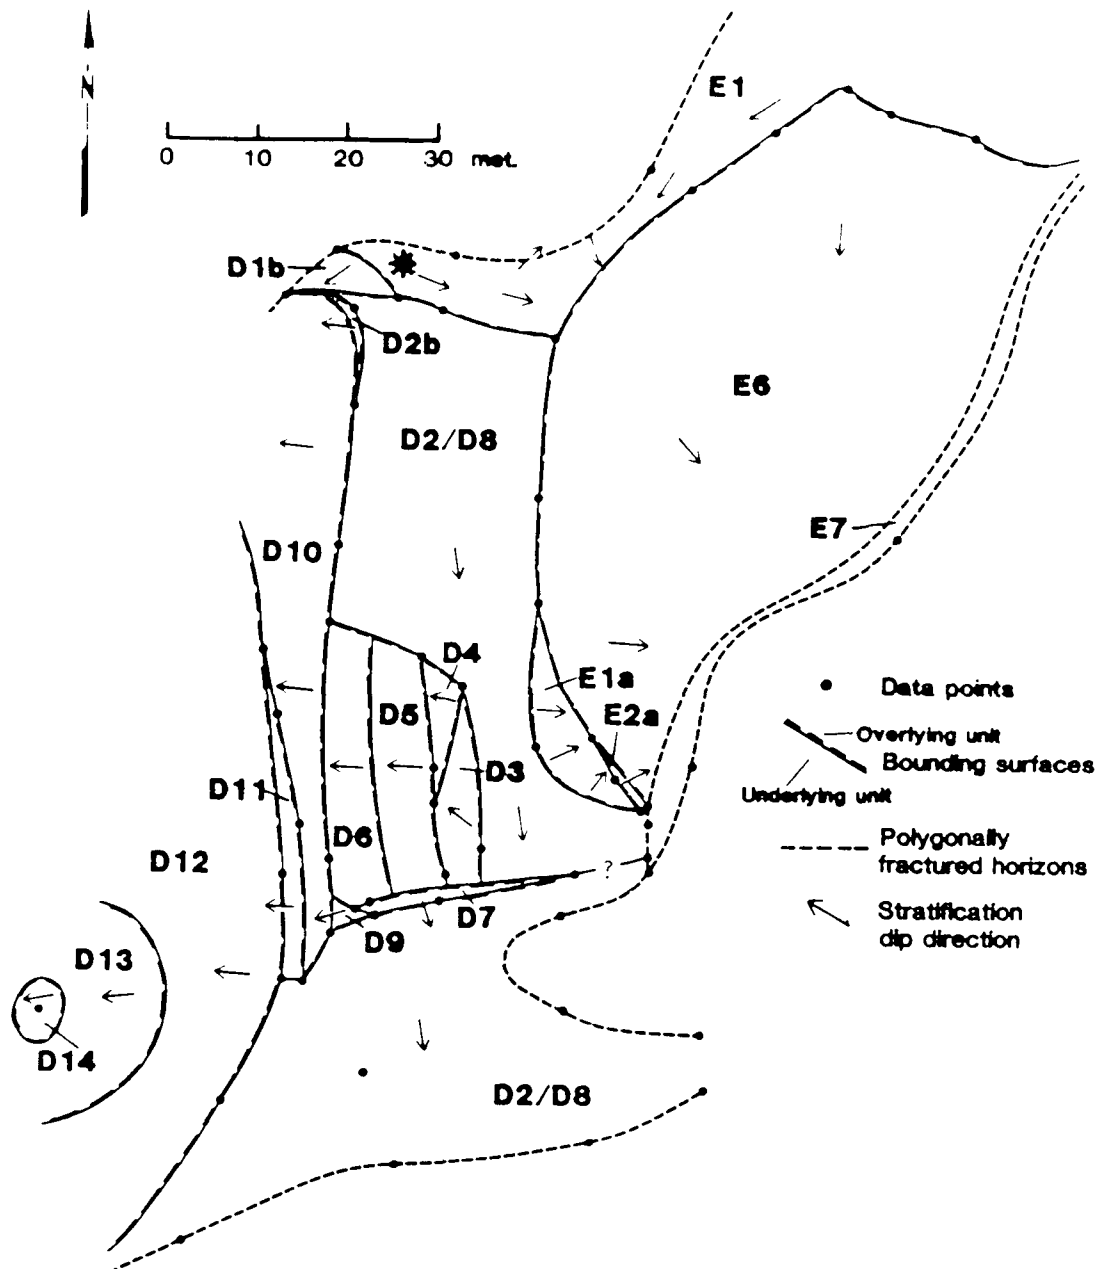 E1
N
0 10 20 30 met.
D1b
D2b
E6
D2/D8
E7
D10
D4
E1a
D5
E2a
D3
D11
D6
D12
D7
D9
D13
D14
D2/D8
?
Data points
Overlying unit
Bounding surfaces
Underlying unit
Polygonally
fractured horizons
Stratification
dip direction